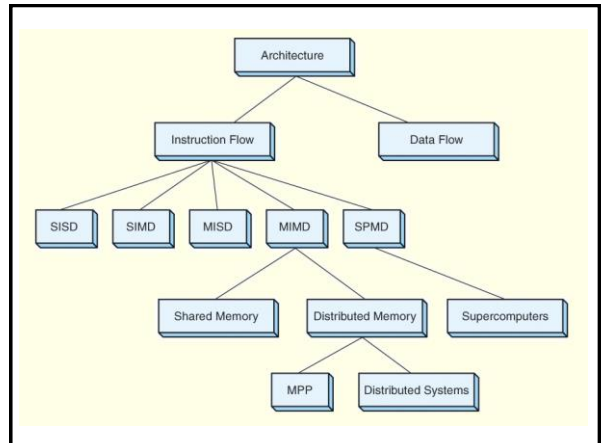 Architecture
Instruction Flow
Data Flow
SISD
SIMD
MISD
MIMD
SPMD
Shared Memory
Distributed Memory
Supercomputers
MPP
Distributed Systems